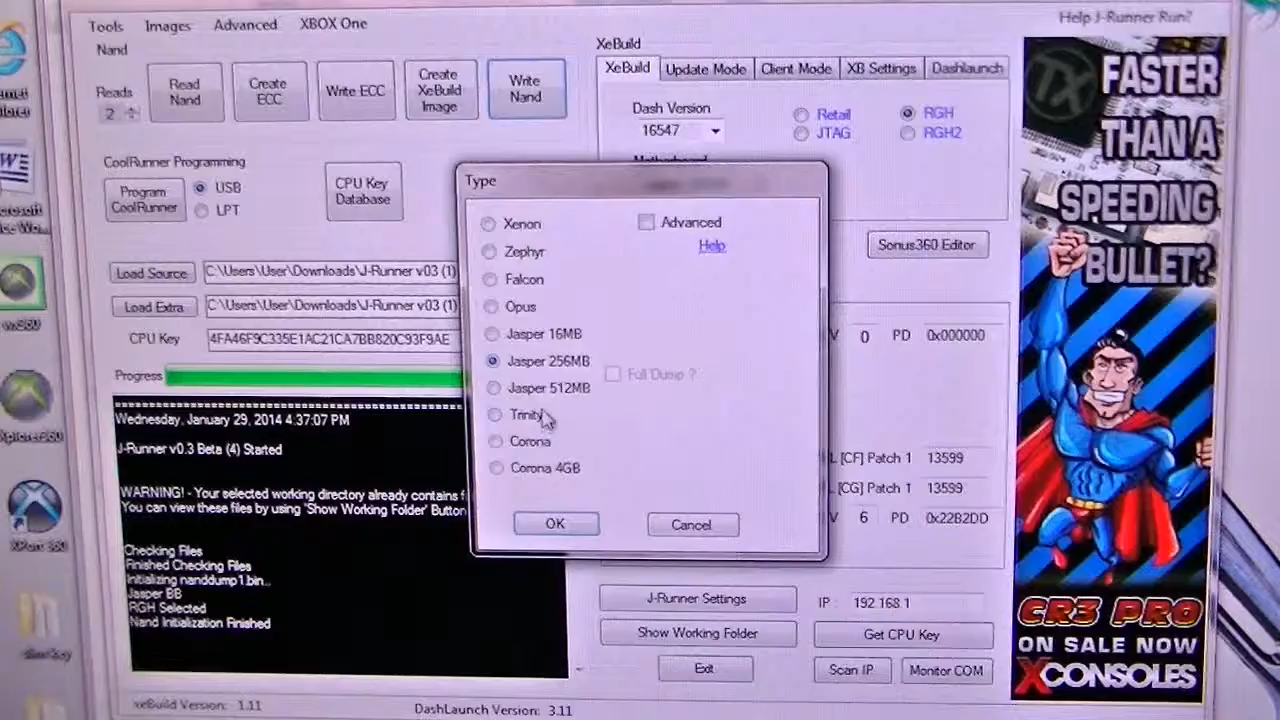 Tools Images Advanced XBOX One
Help J-Runner Run?
Nand
Reads
2
Read Nand
Create ECC
Write ECC
Create XeBuild Image
Write Nand
XeBuild
XeBuild Update Mode Client Mode XB Settings Dashlaunch
Dash Version
16547
Retail
RGH
JTAG
RGH2
Motherboard
CoolRunner Programming
Program CoolRunner
USB
LPT
CPU Key Database
Sonus360 Editor
Load Source C:\Users\User\Downloads\J-Runner v03 (1)
Load Extra C:\Users\User\Downloads\J-Runner v03 (1)
CPU Key 4FA46F9C335E1AC21CA7BB820C93F9AE
Progress
Type
Xenon
Zephyr
Falcon
Opus
Jasper 16MB
Jasper 256MB
Jasper 512MB
Trinity
Corona
Corona 4GB
Advanced
Help
Full Dump ?
OK
Cancel
V 0 PD 0x000000
[CF] Patch 1 13599
[CG] Patch 1 13599
V 6 PD 0x22B2DD
Wednesday, January 29, 2014 4:37:07 PM
J-Runner v0.3 Beta (4) Started
WARNING! - Your selected working directory already contains f
You can view these files by using 'Show Working Folder' Button
Checking Files
Finished Checking Files
Initializing nanddump1.bin..
Jasper BB
RGH Selected
Nand Initialization Finished
J-Runner Settings
Show Working Folder
Exit
IP : 192.168.1
Get CPU Key
Scan IP
Monitor COM
xeBuild Version: 1.11
DashLaunch Version: 3.11
TX
FASTER
THAN A
SPEEDING
BULLET?
CR3 PRO
ON SALE NOW
XCONSOLES